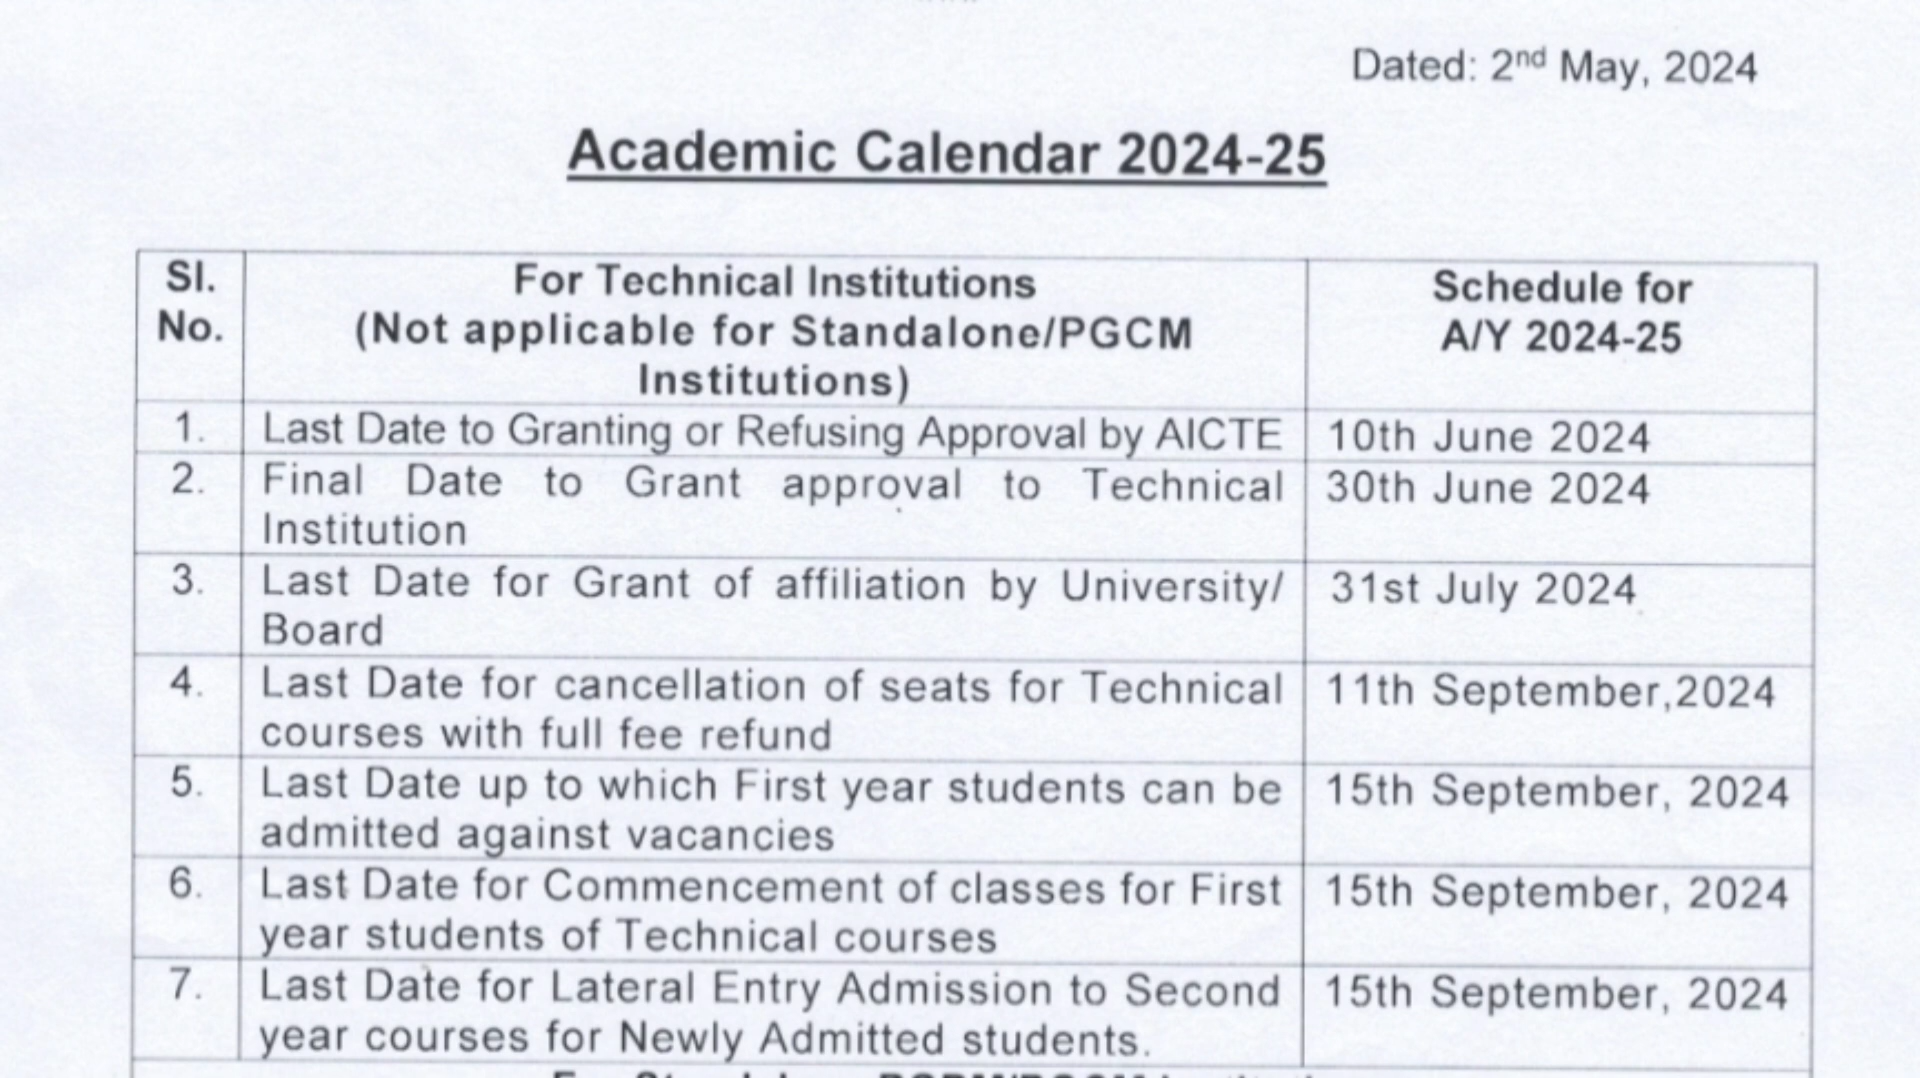 Dated: 2nd May, 2024
Academic Calendar 2024-25
Sl. No.
For Technical Institutions
(Not applicable for Standalone/PGCM
Institutions)
Schedule for
A/Y 2024-25
1. Last Date to Granting or Refusing Approval by AICTE 10th June 2024
2. Final Date to Grant approval to Technical 30th June 2024
Institution
3. Last Date for Grant of affiliation by University/ 31st July 2024
Board
4. Last Date for cancellation of seats for Technical 11th September,2024
courses with full fee refund
5. Last Date up to which First year students can be 15th September, 2024
admitted against vacancies
6. Last Date for Commencement of classes for First 15th September, 2024
year students of Technical courses
7. Last Date for Lateral Entry Admission to Second 15th September, 2024
year courses for Newly Admitted students.